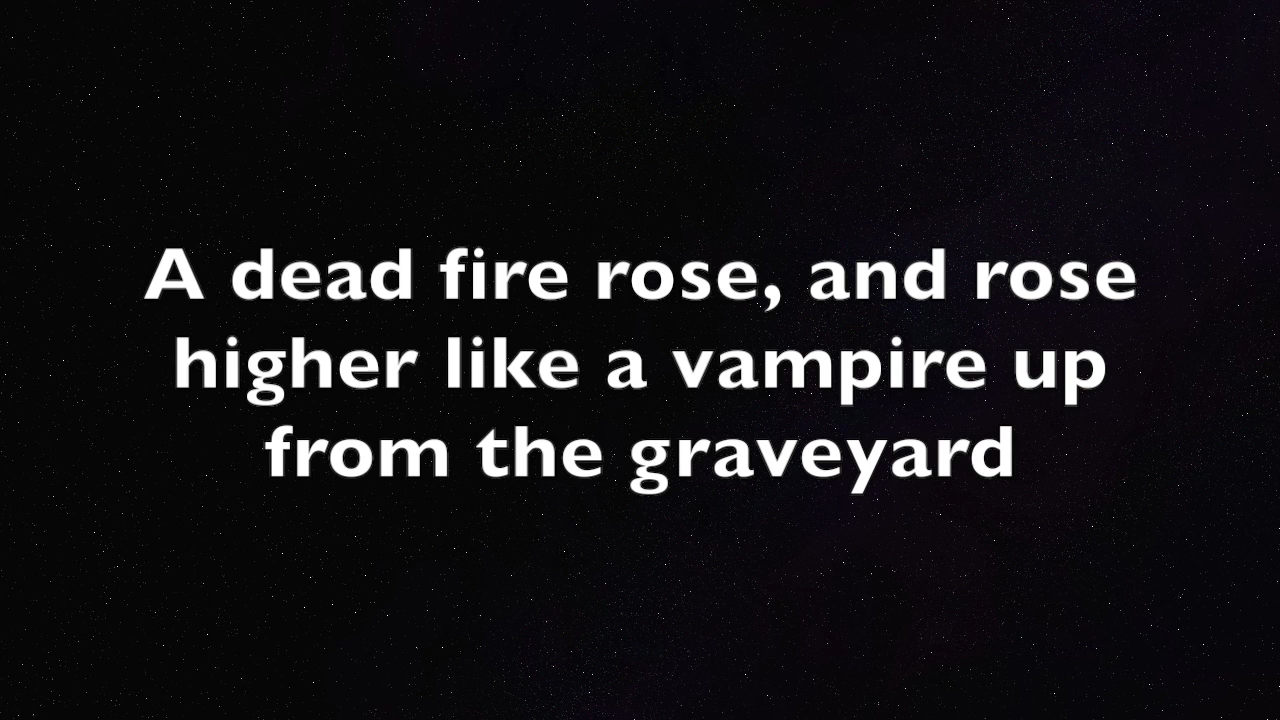 A dead fire rose, and rose
higher like a vampire up
from the graveyard